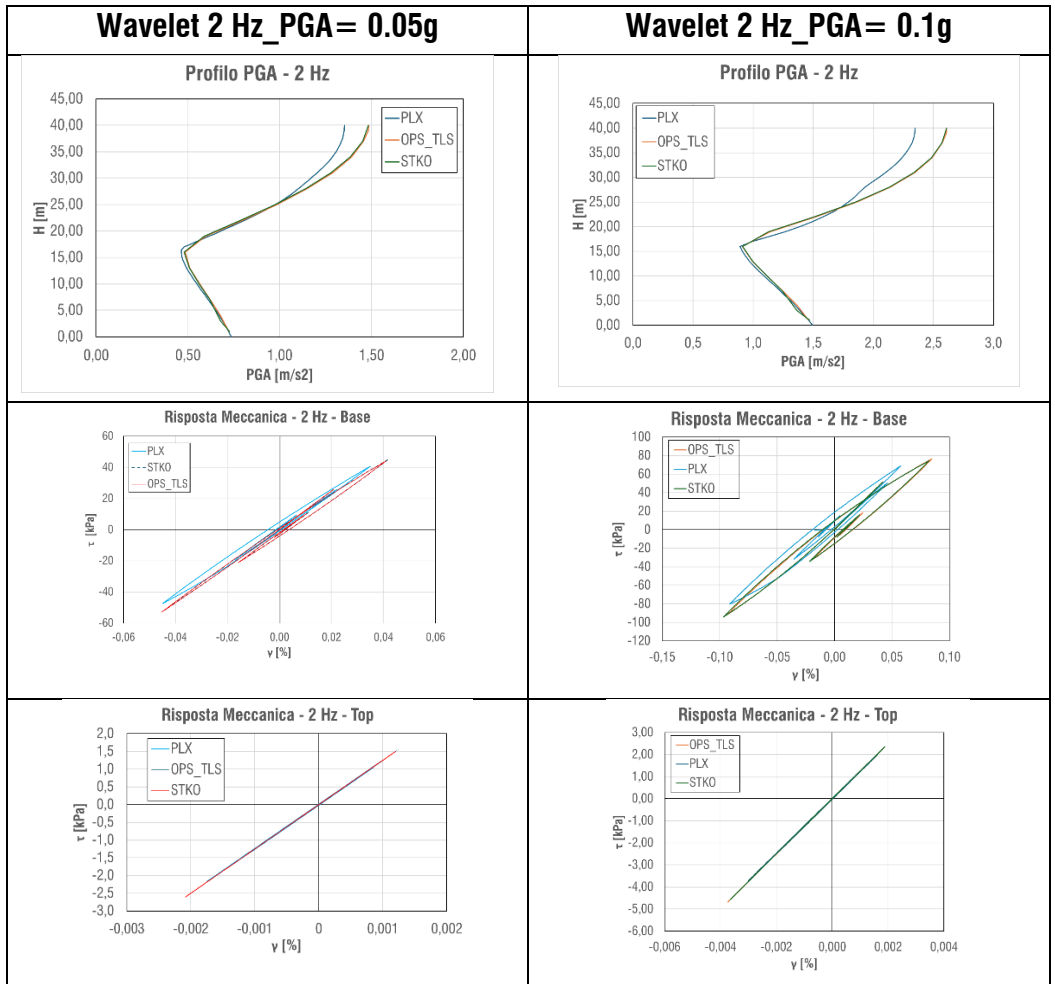 Wavelet 2 Hz_PGA= 0.05g
Wavelet 2 Hz_PGA= 0.1g
Profilo PGA - 2 Hz
45,00
40,00
35,00
30,00
25,00
20,00
15,00
10,00
5,00
0,00
H [m]
0,00 0,50 1,00 1,50 2,00
PGA [m/s2]
PLX
OPS_TLS
STKO
Profilo PGA - 2 Hz
45,00
40,00
35,00
30,00
25,00
20,00
15,00
10,00
5,00
0,00
H [m]
0,0 0,5 1,0 1,5 2,0 2,5 3,0
PGA [m/s2]
PLX
OPS_TLS
STKO
Risposta Meccanica - 2 Hz - Base
60
40
20
0
-20
-40
-60
τ [kPa]
-0,06 -0,04 -0,02 0,00 0,02 0,04 0,06
γ [%]
PLX
STKO
OPS_TLS
Risposta Meccanica - 2 Hz - Base
100
80
60
40
20
0
-20
-40
-60
-80
-100
-120
τ [kPa]
-0,15 -0,10 -0,05 0,00 0,05 0,10
γ [%]
OPS_TLS
PLX
STKO
Risposta Meccanica - 2 Hz - Top
2,0
1,5
1,0
0,5
0,0
-0,5
-1,0
-1,5
-2,0
-2,5
-3,0
τ [kPa]
-0,003 -0,002 -0,001 0 0,001 0,002
γ [%]
PLX
OPS_TLS
STKO
Risposta Meccanica - 2 Hz - Top
3,00
2,00
1,00
0,00
-1,00
-2,00
-3,00
-4,00
-5,00
-6,00
τ [kPa]
-0,006 -0,004 -0,002 0,000 0,002 0,004
γ [%]
OPS_TLS
PLX
STKO